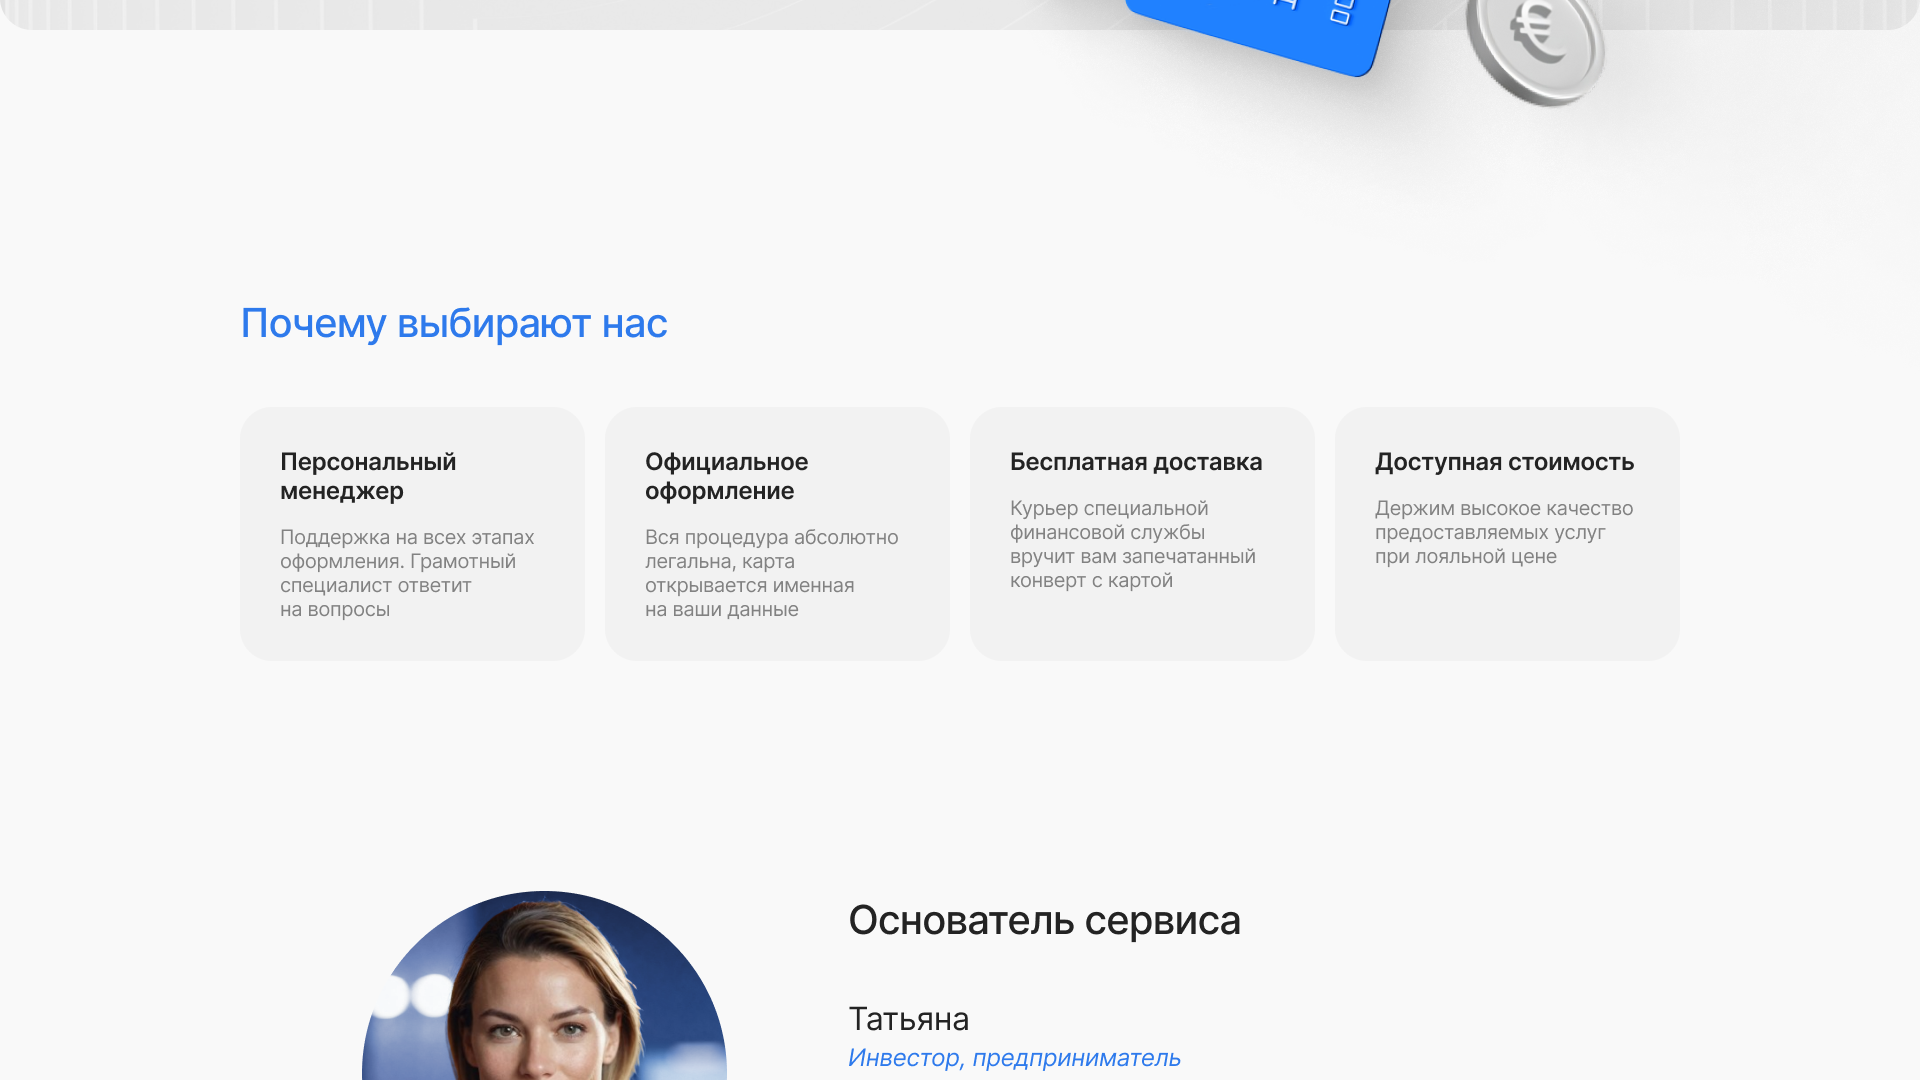 Почему выбирают нас
Персональный
менеджер
Поддержка на всех этапах
оформления. Грамотный
специалист ответит
на вопросы
Официальное
оформление
Вся процедура абсолютно
легальна, карта
открывается именная
на ваши данные
Бесплатная доставка
Курьер специальной
финансовой службы
вручит вам запечатанный
конверт с картой
Доступная стоимость
Держим высокое качество
предоставляемых услуг
при лояльной цене
Основатель сервиса
Татьяна
Инвестор, предприниматель